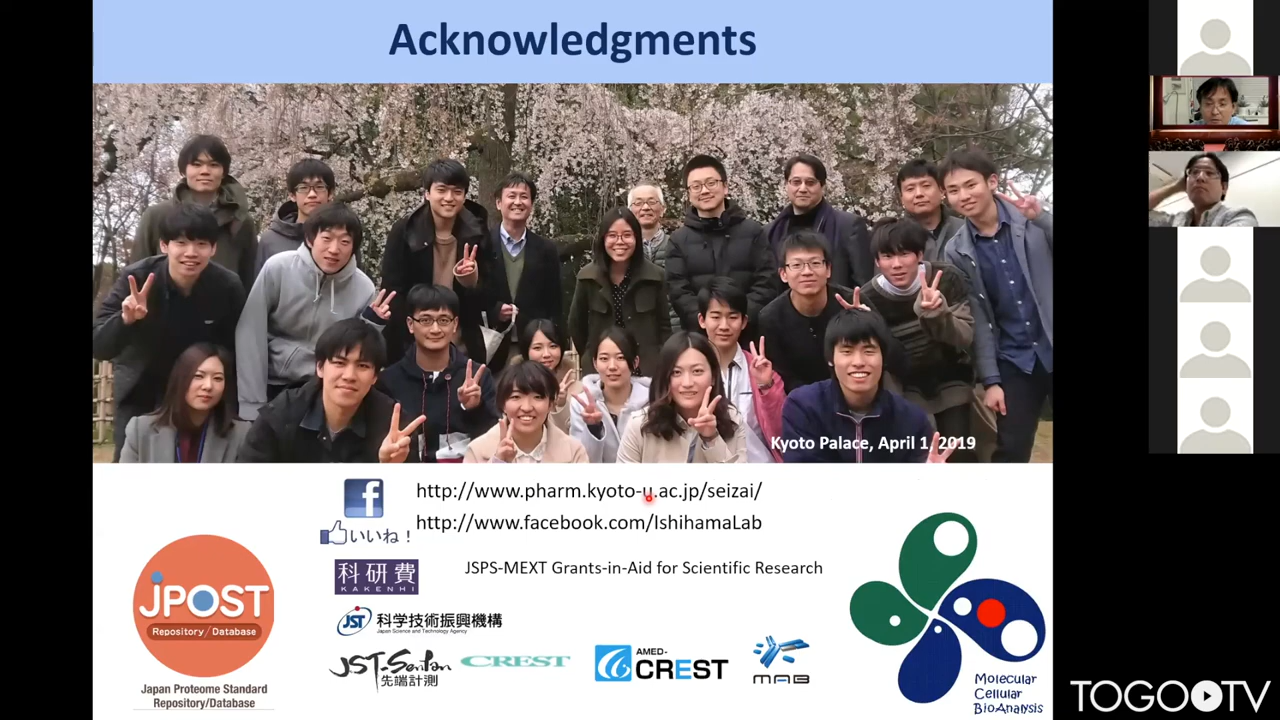 Acknowledgments
Kyoto Palace, April 1, 2019
f
http://www.pharm.kyoto-u.ac.jp/seizai/
いいね！
http://www.facebook.com/IshihamaLab
科研費
KAKENHI
JSPS-MEXT Grants-in-Aid for Scientific Research
JPOST
Repository/Database
Japan Proteome Standard
Repository/Database
JST
科学技術振興機構
Japan Science and Technology Agency
JST-Sentan
先端計測
CREST
AMED-
CREST
MAB
Molecular
Cellular
BioAnalysis
TOGO TV